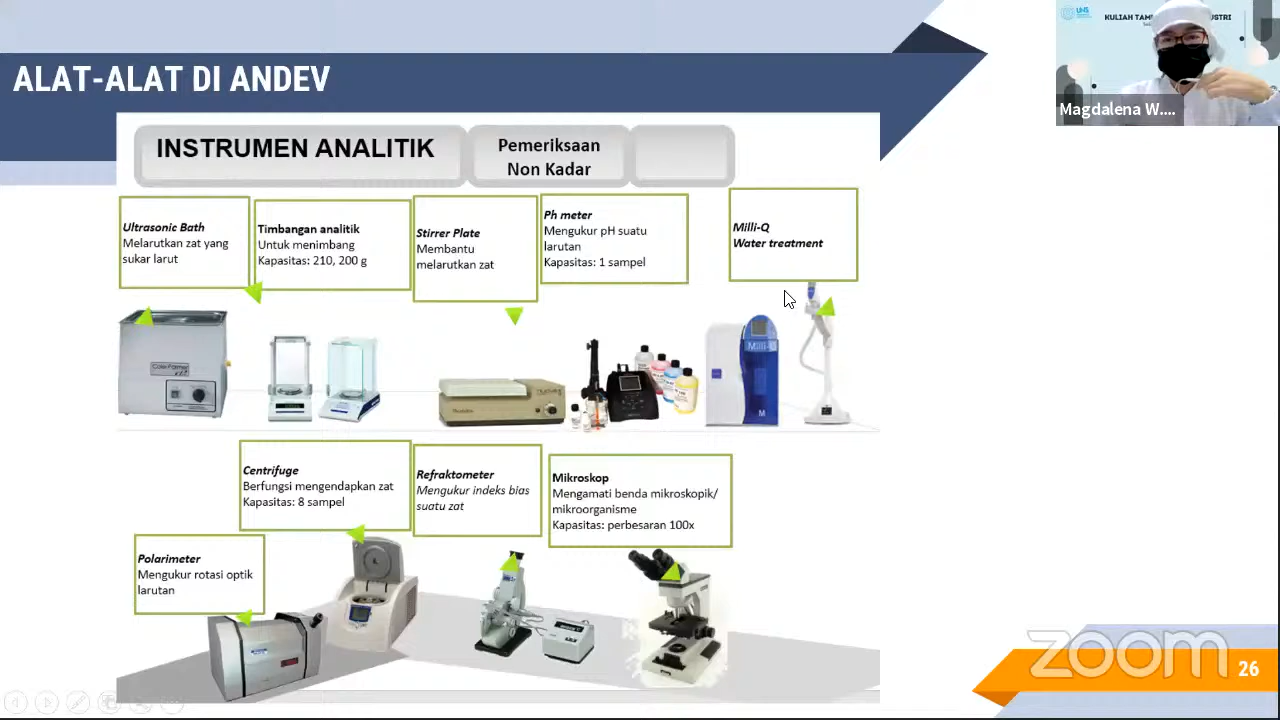 ALAT-ALAT DI ANDEV
UNS
Magdalena W....
INSTRUMEN ANALITIK
Pemeriksaan
Non Kadar
Ultrasonic Bath
Melarutkan zat yang
sukar larut
Timbangan analitik
Untuk menimbang
Kapasitas: 210, 200 g
Stirrer Plate
Membantu
melarutkan zat
Ph meter
Mengukur pH suatu
larutan
Kapasitas: 1 sampel
Milli-Q
Water treatment
Milli-Q
M
Centrifuge
Berfungsi mengendapkan zat
Kapasitas: 8 sampel
Refraktometer
Mengukur indeks bias
suatu zat
Mikroskop
Mengamati benda mikroskopik/
mikroorganisme
Kapasitas: perbesaran 100x
Polarimeter
Mengukur rotasi optik
larutan
zoom
26